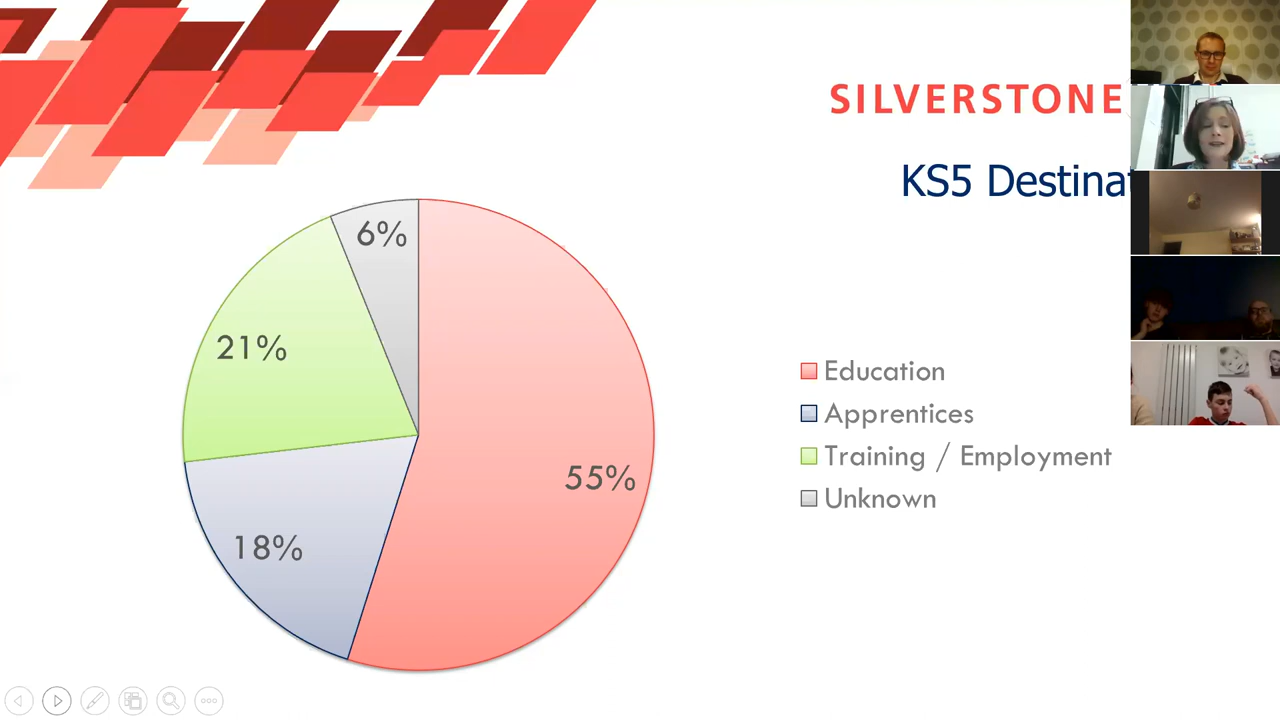 SILVERSTONE
KS5 Destinat
6%
21%
55%
18%
Education
Apprentices
Training / Employment
Unknown